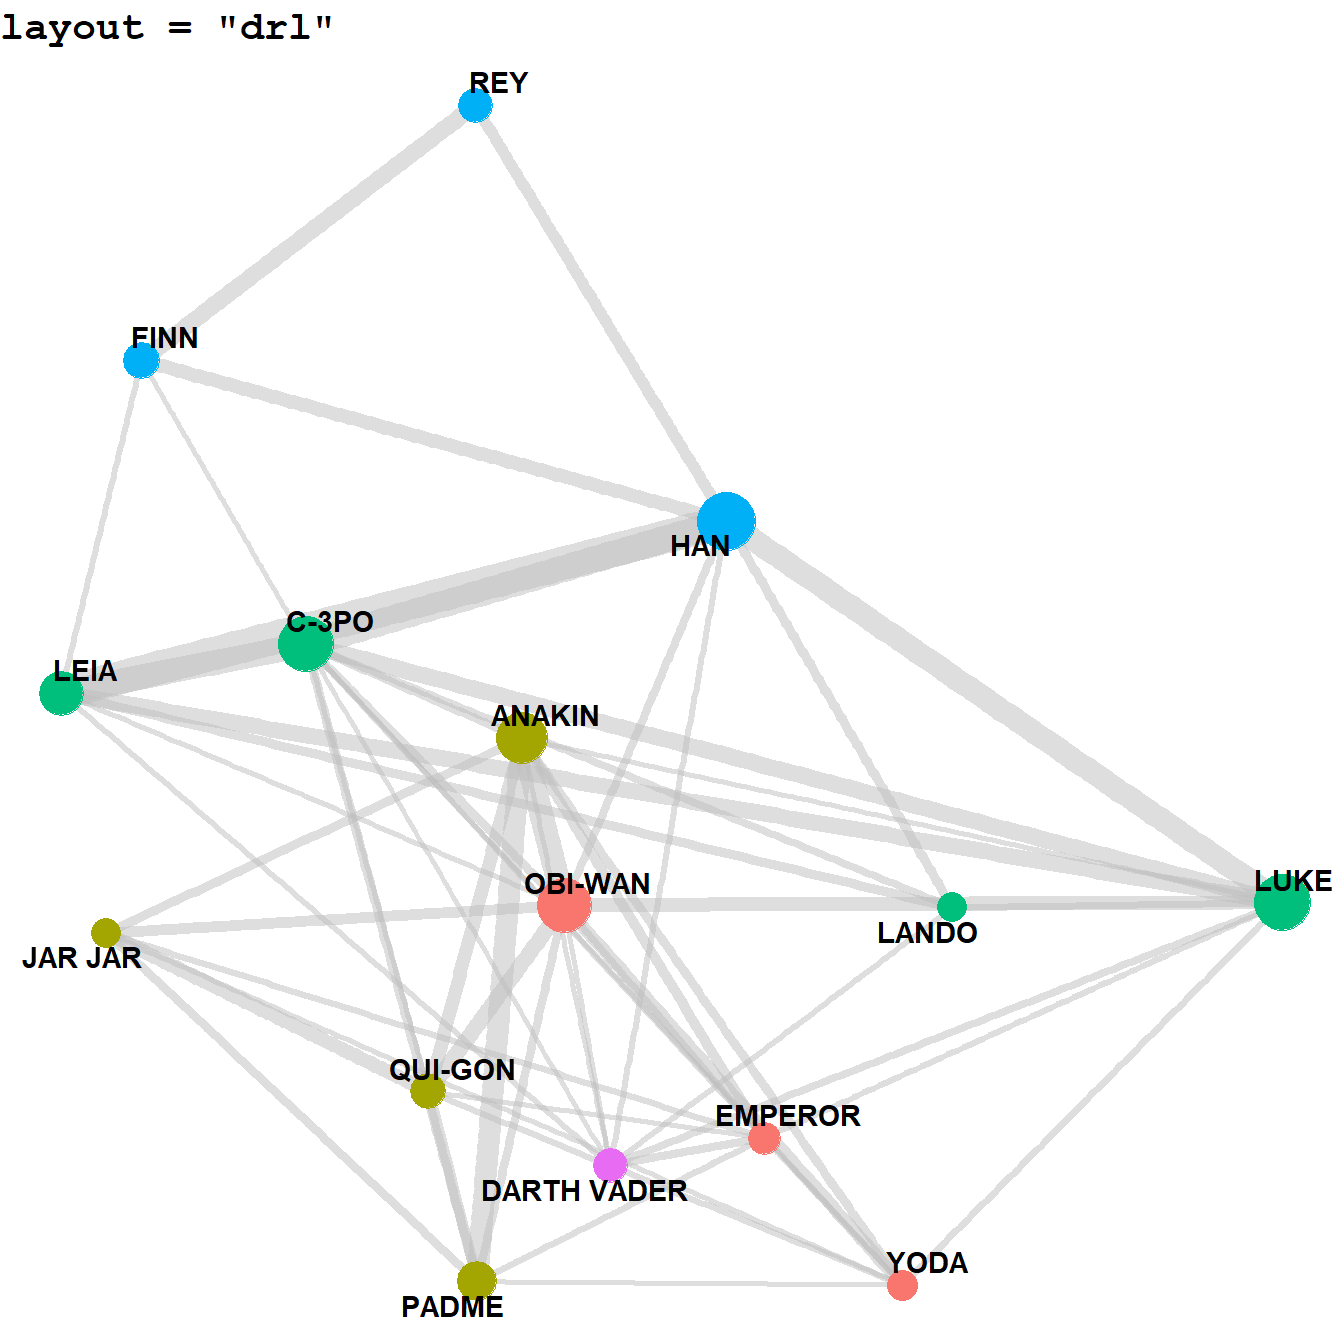 layout = "drl"
REY
FINN
HAN
C-3PO
LEIA
ANAKIN
OBI-WAN
LUKE
LANDO
JAR JAR
QUI-GON
EMPEROR
DARTH VADER
YODA
PADME